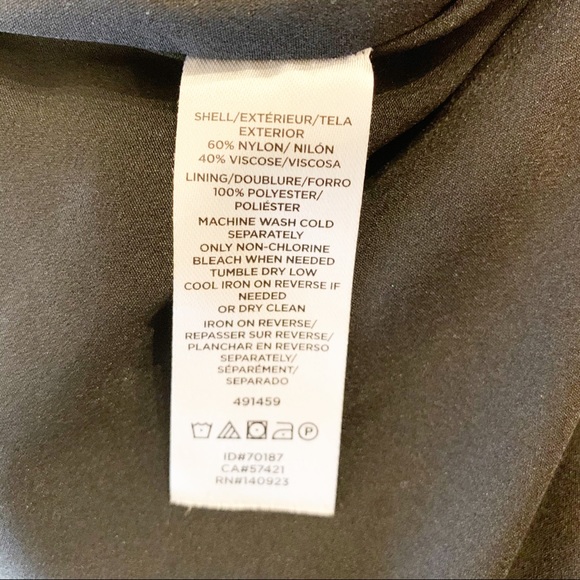 SHELL/EXTÉRIEUR/TELA
EXTERIOR
60% NYLON/ NILÓN
40% VISCOSE/VISCOSA
LINING/DOUBLURE/FORRO
100% POLYESTER/
POLIÉSTER
MACHINE WASH COLD
SEPARATELY
ONLY NON-CHLORINE
BLEACH WHEN NEEDED
TUMBLE DRY LOW
COOL IRON ON REVERSE IF
NEEDED
OR DRY CLEAN
IRON ON REVERSE/
REPASSER SUR REVERSE/
PLANCHAR EN REVERSO
SEPARATELY/
SÉPARÉMENT/
SEPARADO
491459
P
ID#70187
CA#57421
RN#140923